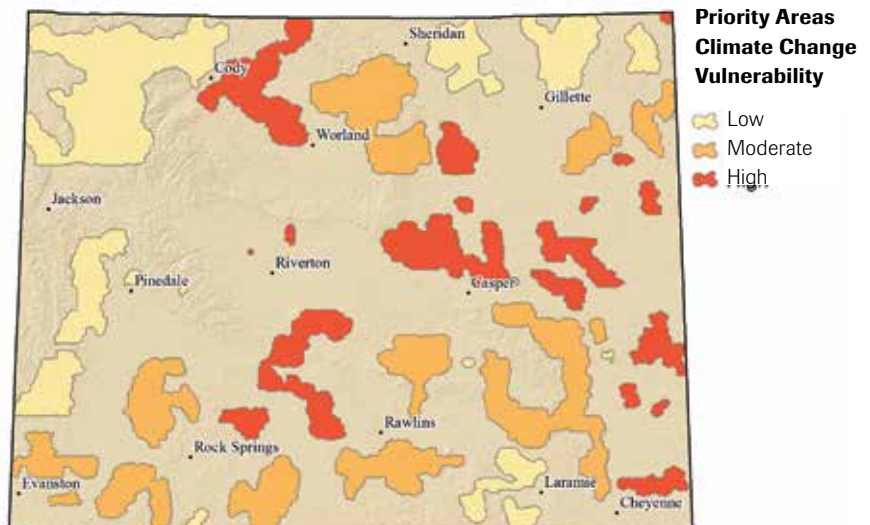 Priority Areas
Climate Change
Vulnerability
Low
Moderate
High
Sheridan
Cody
Gillette
Worland
Jackson
Riverton
Pinedale
Casper
Rawlins
Rock Springs
Evanston
Laramie
Cheyenne